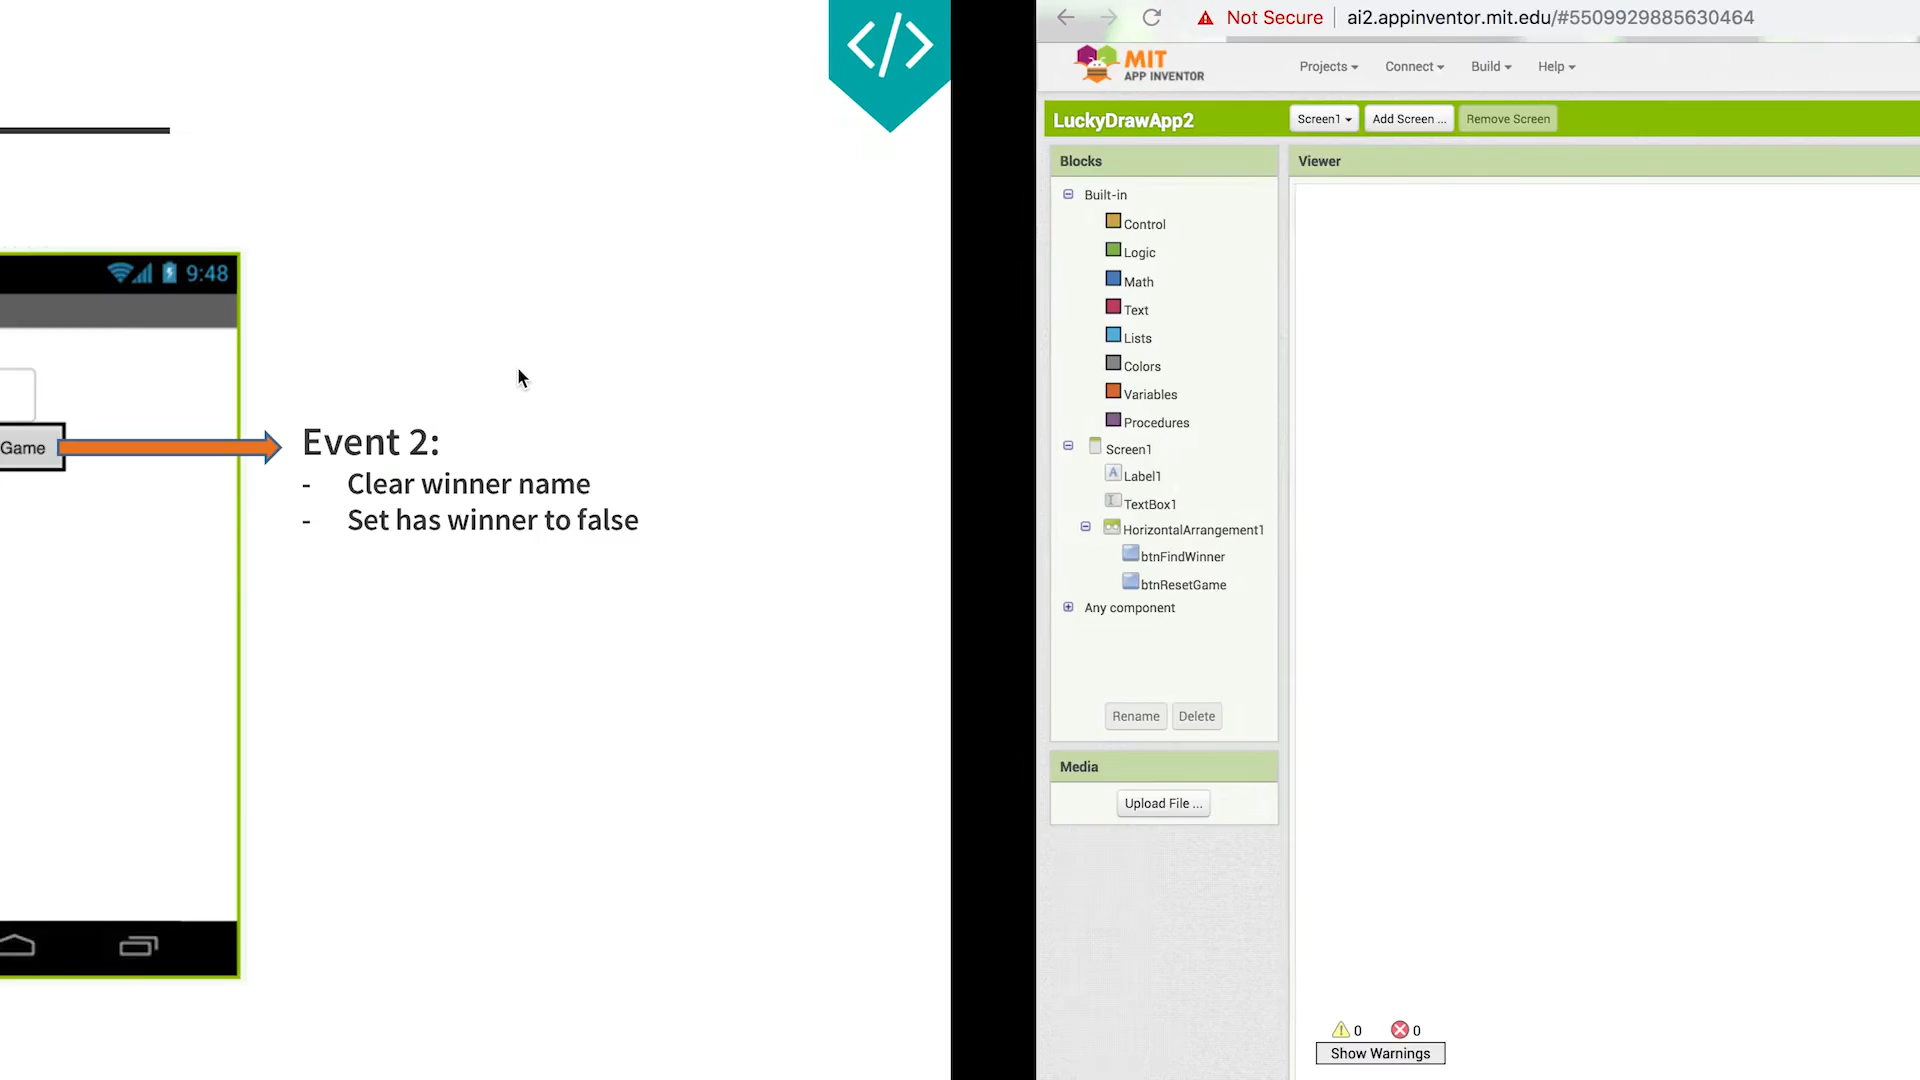 </>
9:48
Game
Event 2:
- Clear winner name
- Set has winner to false
Not Secure
ai2.appinventor.mit.edu/#5509929885630464
MIT
APP INVENTOR
Projects
Connect
Build
Help
LuckyDrawApp2
Screen1
Add Screen ...
Remove Screen
Blocks
Viewer
Built-in
Control
Logic
Math
Text
Lists
Colors
Variables
Procedures
Screen1
A Label1
TextBox1
HorizontalArrangement1
btnFindWinner
btnResetGame
Any component
Rename
Delete
Media
Upload File ...
0
0
Show Warnings